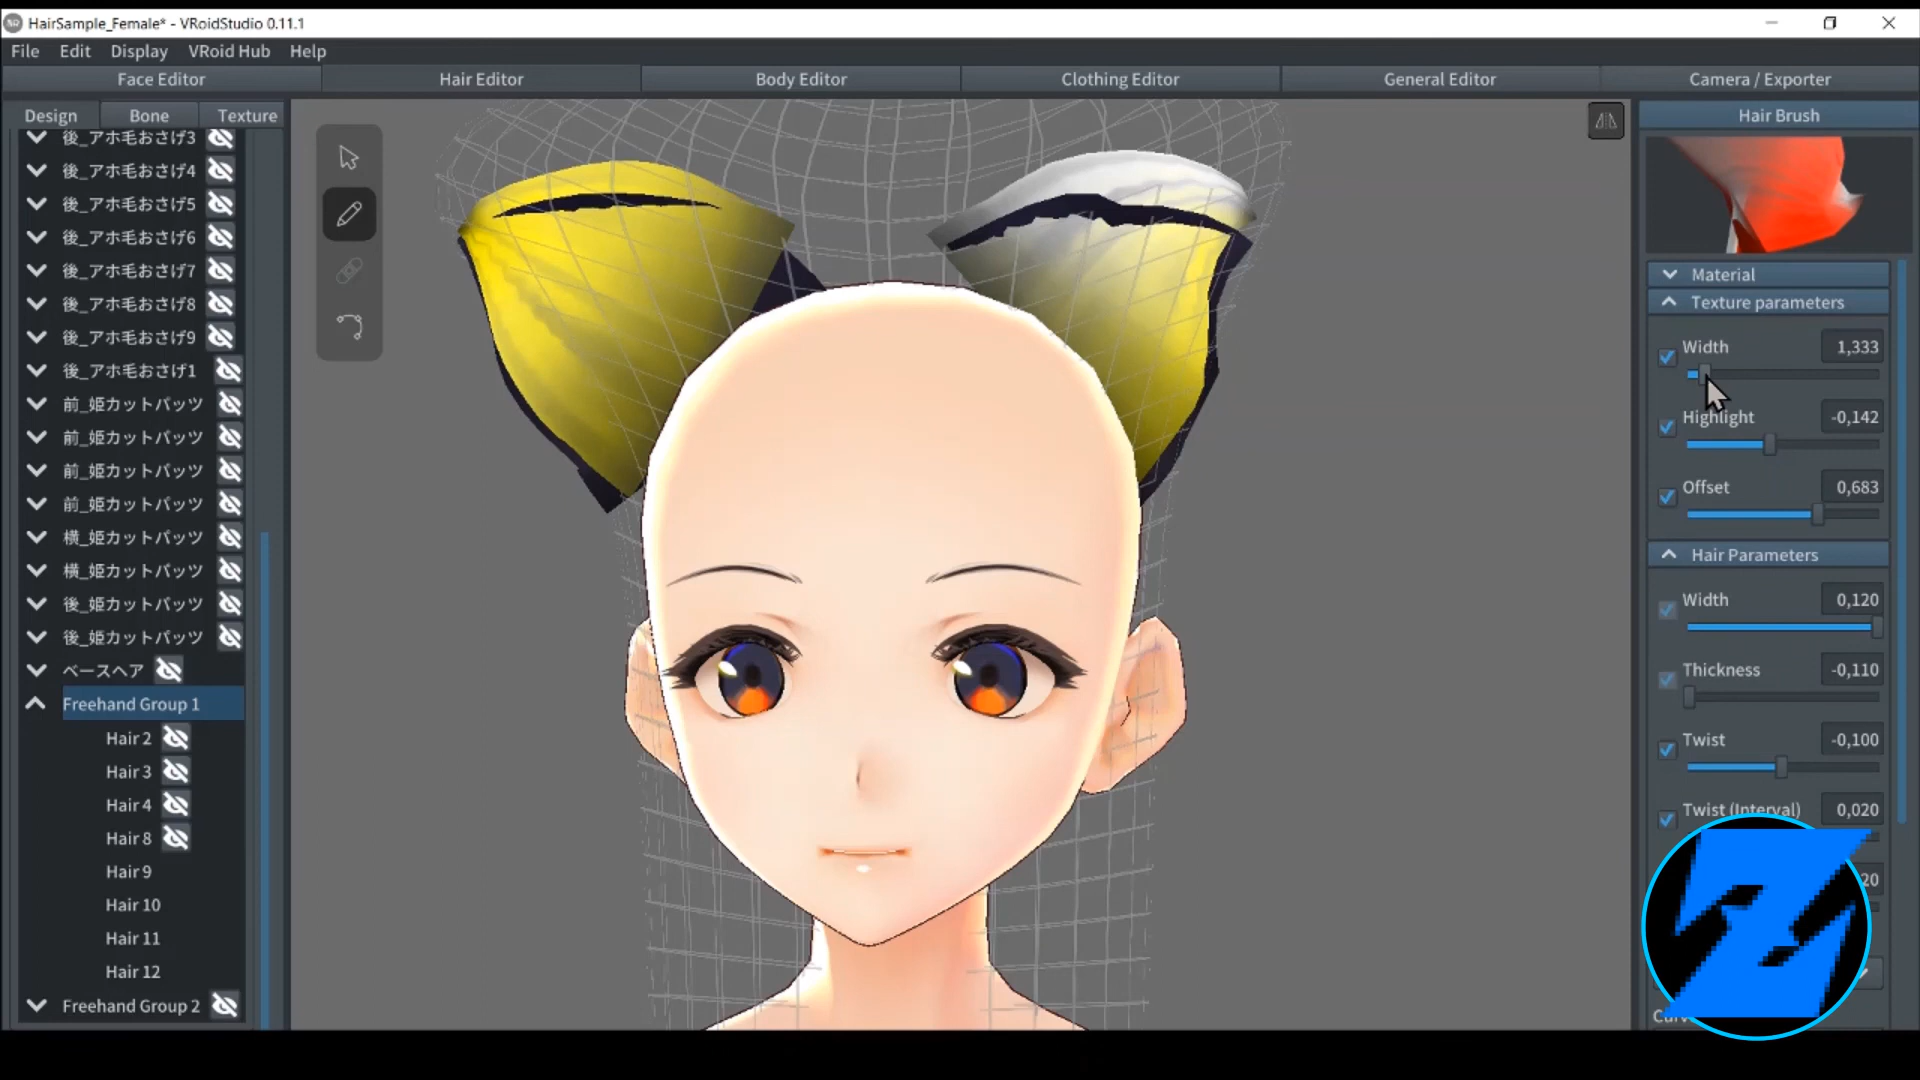 HairSample_Female* - VRoidStudio 0.11.1
File Edit Display VRoid Hub Help
Face Editor Hair Editor Body Editor Clothing Editor General Editor Camera / Exporter
Design Bone Texture
Hair Brush
後_アホ毛おさげ3
後_アホ毛おさげ4
後_アホ毛おさげ5
後_アホ毛おさげ6
後_アホ毛おさげ7
後_アホ毛おさげ8
後_アホ毛おさげ9
後_アホ毛おさげ1
前_姫カットパッツ
前_姫カットパッツ
前_姫カットパッツ
前_姫カットパッツ
横_姫カットパッツ
横_姫カットパッツ
後_姫カットパッツ
後_姫カットパッツ
ベースヘア
Freehand Group 1
Hair 2
Hair 3
Hair 4
Hair 8
Hair 9
Hair 10
Hair 11
Hair 12
Freehand Group 2
Material
Texture parameters
Width 1,333
Highlight -0,142
Offset 0,683
Hair Parameters
Width 0,120
Thickness -0,110
Twist -0,100
Twist (Interval) 0,020
20